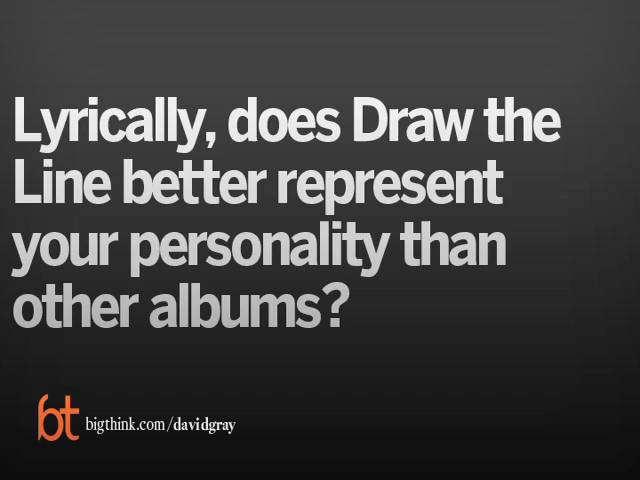 Lyrically, does Draw the
Line better represent
your personality than
other albums?
bt bigthink.com/davidgray